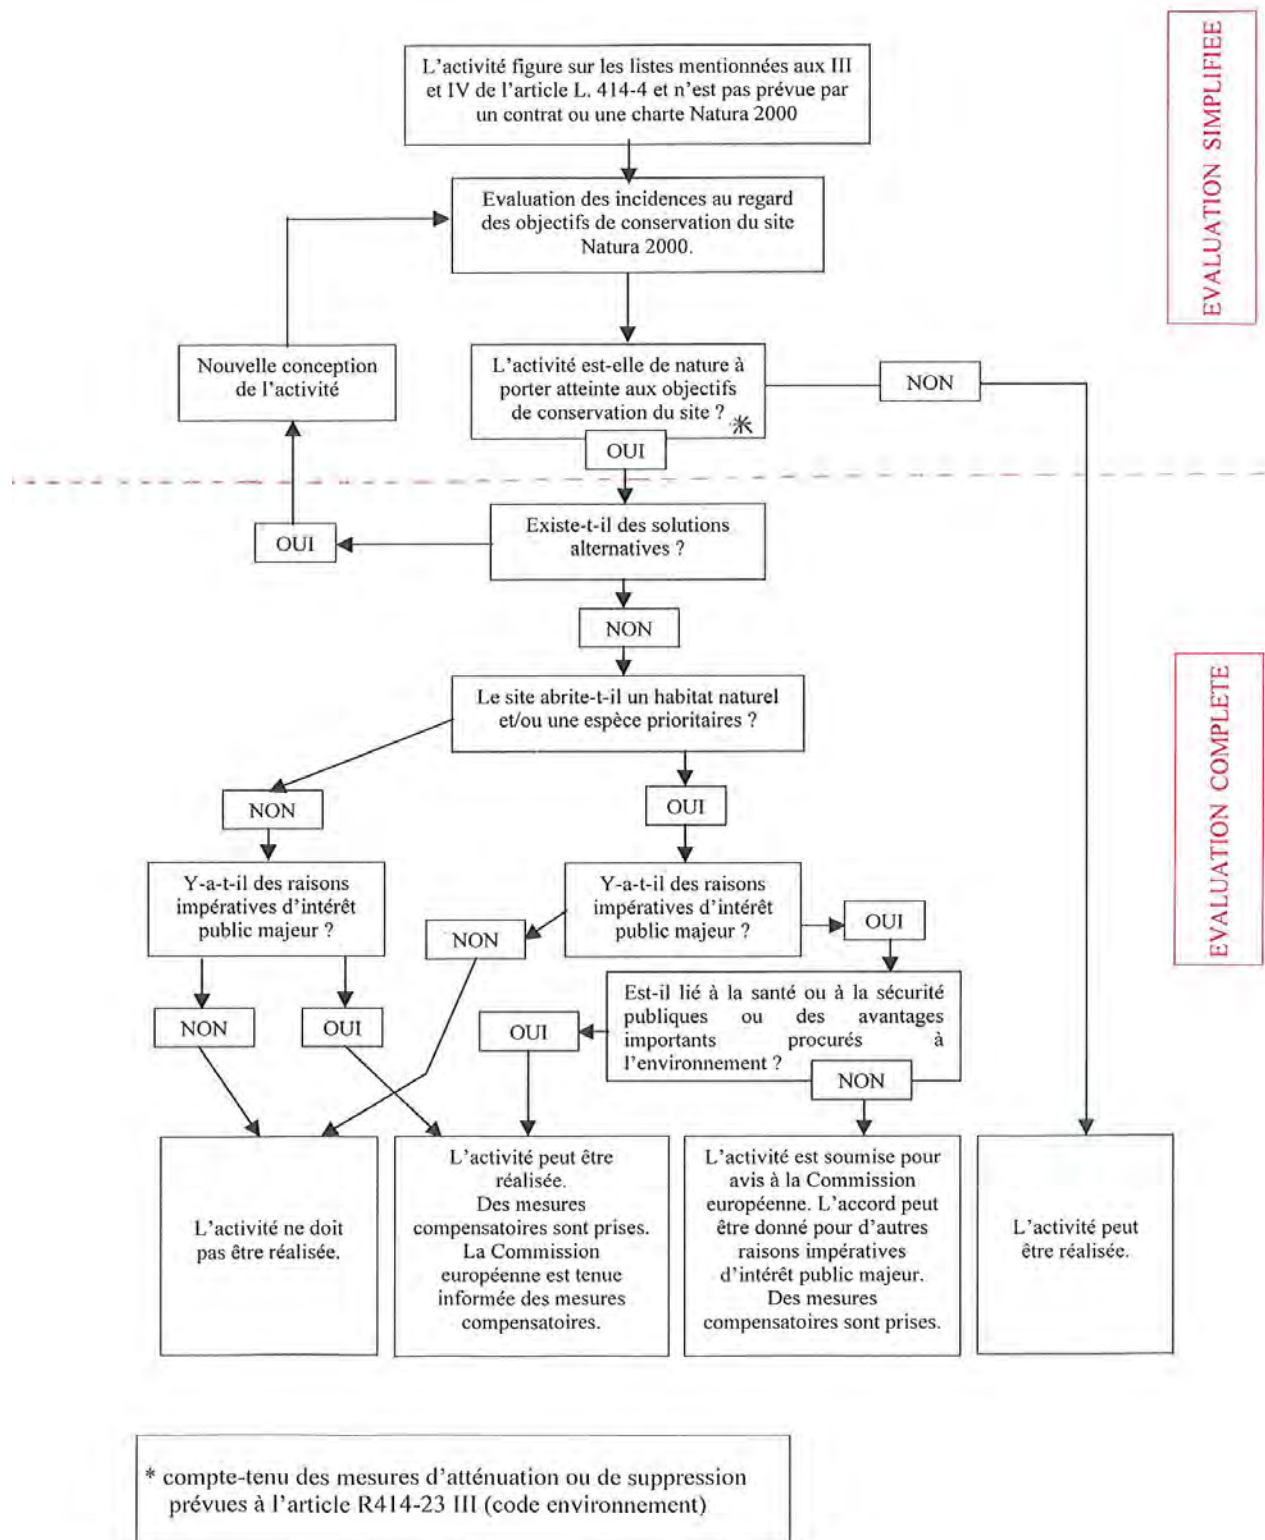 L'activité figure sur les listes mentionnées aux III
et IV de l'article L. 414-4 et n'est pas prévue par
un contrat ou une charte Natura 2000
EVALUATION SIMPLIFIEE
Evaluation des incidences au regard
des objectifs de conservation du site
Natura 2000.
Nouvelle conception
de l'activité
L'activité est-elle de nature à
porter atteinte aux objectifs
de conservation du site ? *
NON
OUI
Existe-t-il des solutions
alternatives ?
OUI
NON
Le site abrite-t-il un habitat naturel
et/ou une espèce prioritaires ?
EVALUATION COMPLETE
NON
OUI
Y-a-t-il des raisons
impératives d'intérêt
public majeur ?
Y-a-t-il des raisons
impératives d'intérêt
public majeur ?
NON
OUI
Est-il lié à la santé ou à la sécurité
publiques ou des avantages
importants procurés à
l'environnement ?
NON
OUI
OUI
NON
L'activité ne doit
pas être réalisée.
L'activité peut être
réalisée.
Des mesures
compensatoires sont prises.
La Commission
européenne est tenue
informée des mesures
compensatoires.
L'activité est soumise pour
avis à la Commission
européenne. L'accord peut
être donné pour d'autres
raisons impératives
d'intérêt public majeur.
Des mesures
compensatoires sont prises.
L'activité peut
être réalisée.
* compte-tenu des mesures d'atténuation ou de suppression
prévues à l'article R414-23 III (code environnement)